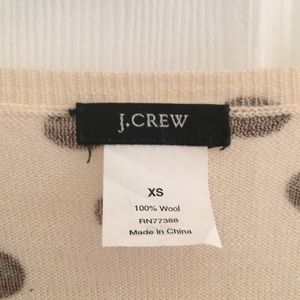 J.CREW
XS
100% Wool
RN77388
Made in China